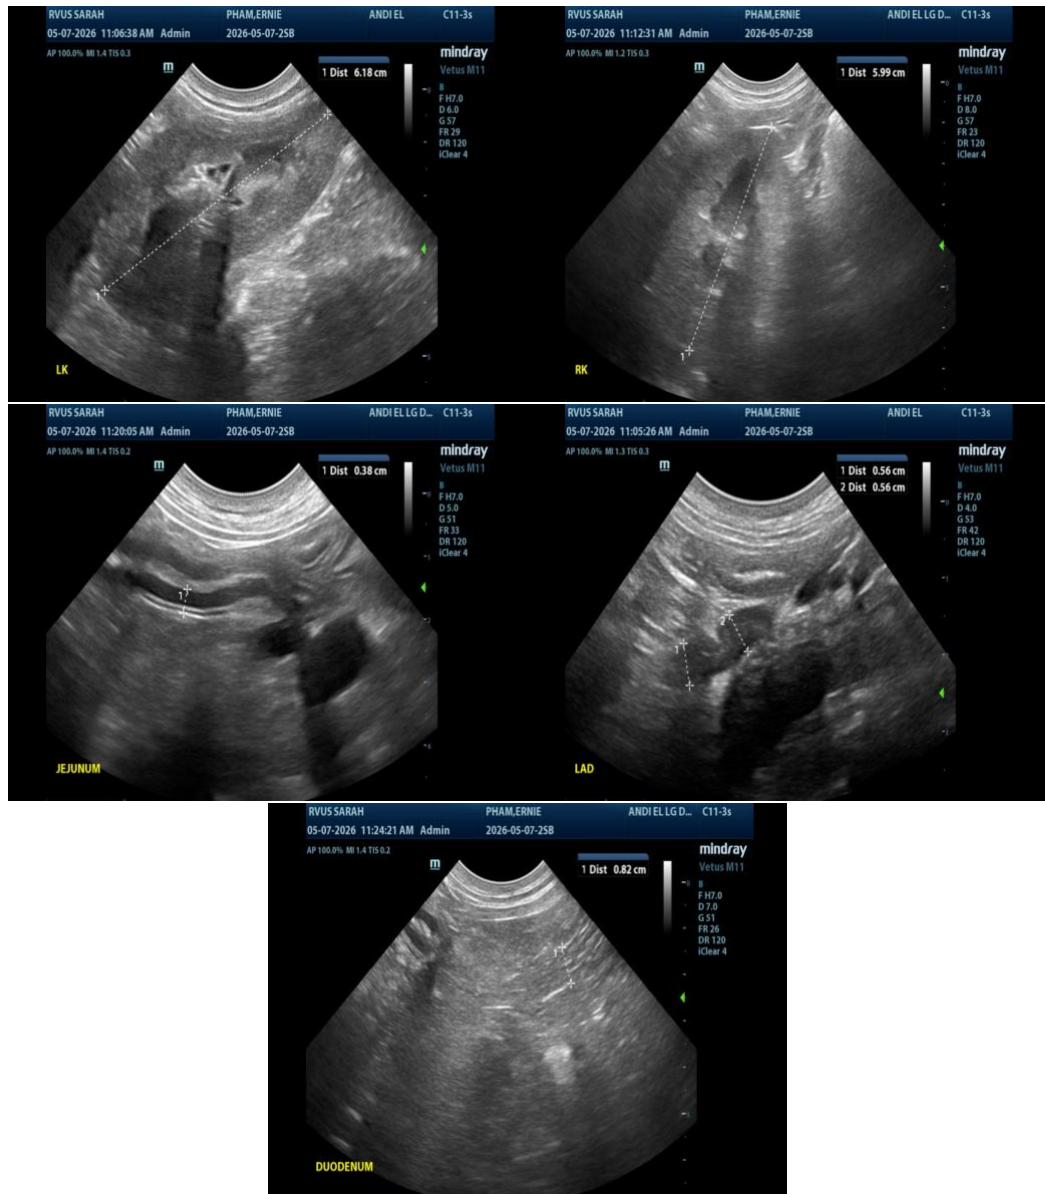 RVUS SARAH PHAM,ERNIE ANDI EL C11-3s
05-07-2026 11:06:38 AM Admin 2026-05-07-2SB
AP 100.0% MI 1.4 TIS 0.3
mindray
Vetus M11
m
1 Dist 6.18 cm
B
F H7.0
D 6.0
G 57
FR 29
DR 120
iClear 4
1
LK
RVUS SARAH PHAM,ERNIE ANDI EL LG D... C11-3s
05-07-2026 11:12:31 AM Admin 2026-05-07-2SB
AP 100.0% MI 1.2 TIS 0.3
mindray
Vetus M11
m
1 Dist 5.99 cm
B
F H7.0
D 8.0
G 57
FR 23
DR 120
iClear 4
1
RK
RVUS SARAH PHAM,ERNIE ANDI EL LG D... C11-3s
05-07-2026 11:20:05 AM Admin 2026-05-07-2SB
AP 100.0% MI 1.4 TIS 0.2
mindray
Vetus M11
m
1 Dist 0.38 cm
B
F H7.0
D 5.0
G 51
FR 33
DR 120
iClear 4
1
JEJUNUM
RVUS SARAH PHAM,ERNIE ANDI EL C11-3s
05-07-2026 11:05:26 AM Admin 2026-05-07-2SB
AP 100.0% MI 1.3 TIS 0.3
mindray
Vetus M11
m
1 Dist 0.56 cm
2 Dist 0.56 cm
B
F H7.0
D 4.0
G 53
FR 42
DR 120
iClear 4
2
1
LAD
RVUS SARAH PHAM,ERNIE ANDI EL LG D... C11-3s
05-07-2026 11:24:21 AM Admin 2026-05-07-2SB
AP 100.0% MI 1.4 TIS 0.2
mindray
Vetus M11
m
1 Dist 0.82 cm
B
F H7.0
D 7.0
G 51
FR 26
DR 120
iClear 4
1
DUODENUM